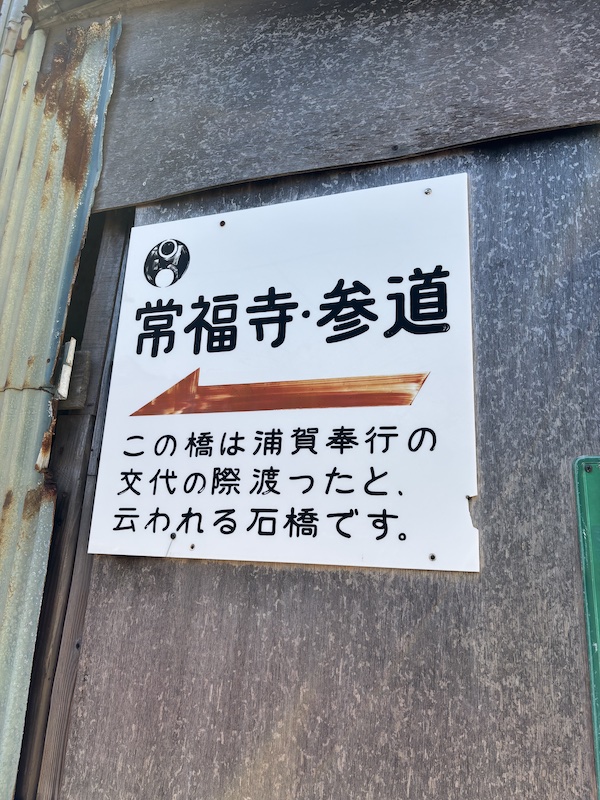 常福寺・参道
この橋は浦賀奉行の
交代の際渡ったと、
云われる石橋です。